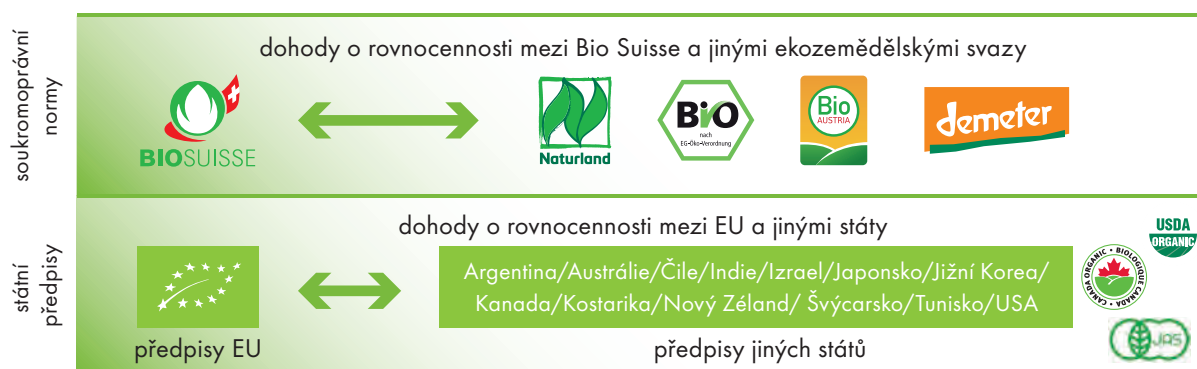 soukromoprávní
normy
dohody o rovnocennosti mezi Bio Suisse a jinými ekozemědělskými svazy
BIOSUISSE
Naturland
Bio
nach
EG-Öko-Verordnung
Bio
AUSTRIA
demeter
státní
předpisy
dohody o rovnocennosti mezi EU a jinými státy
Argentina/Austrálie/Čile/Indie/Izrael/Japonsko/Jižní Korea/
Kanada/Kostarika/Nový Zéland/ Švýcarsko/Tunisko/USA
předpisy EU
předpisy jiných států
USDA
ORGANIC
CANADA ORGANIC • BIOLOGIQUE CANADA •
JAS